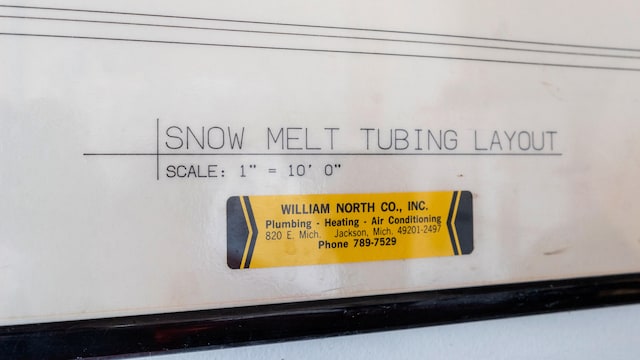 SNOW MELT TUBING LAYOUT
SCALE: 1" = 10' 0"
WILLIAM NORTH CO., INC.
Plumbing - Heating - Air Conditioning
820 E. Mich. Jackson, Mich. 49201-2497
Phone 789-7529